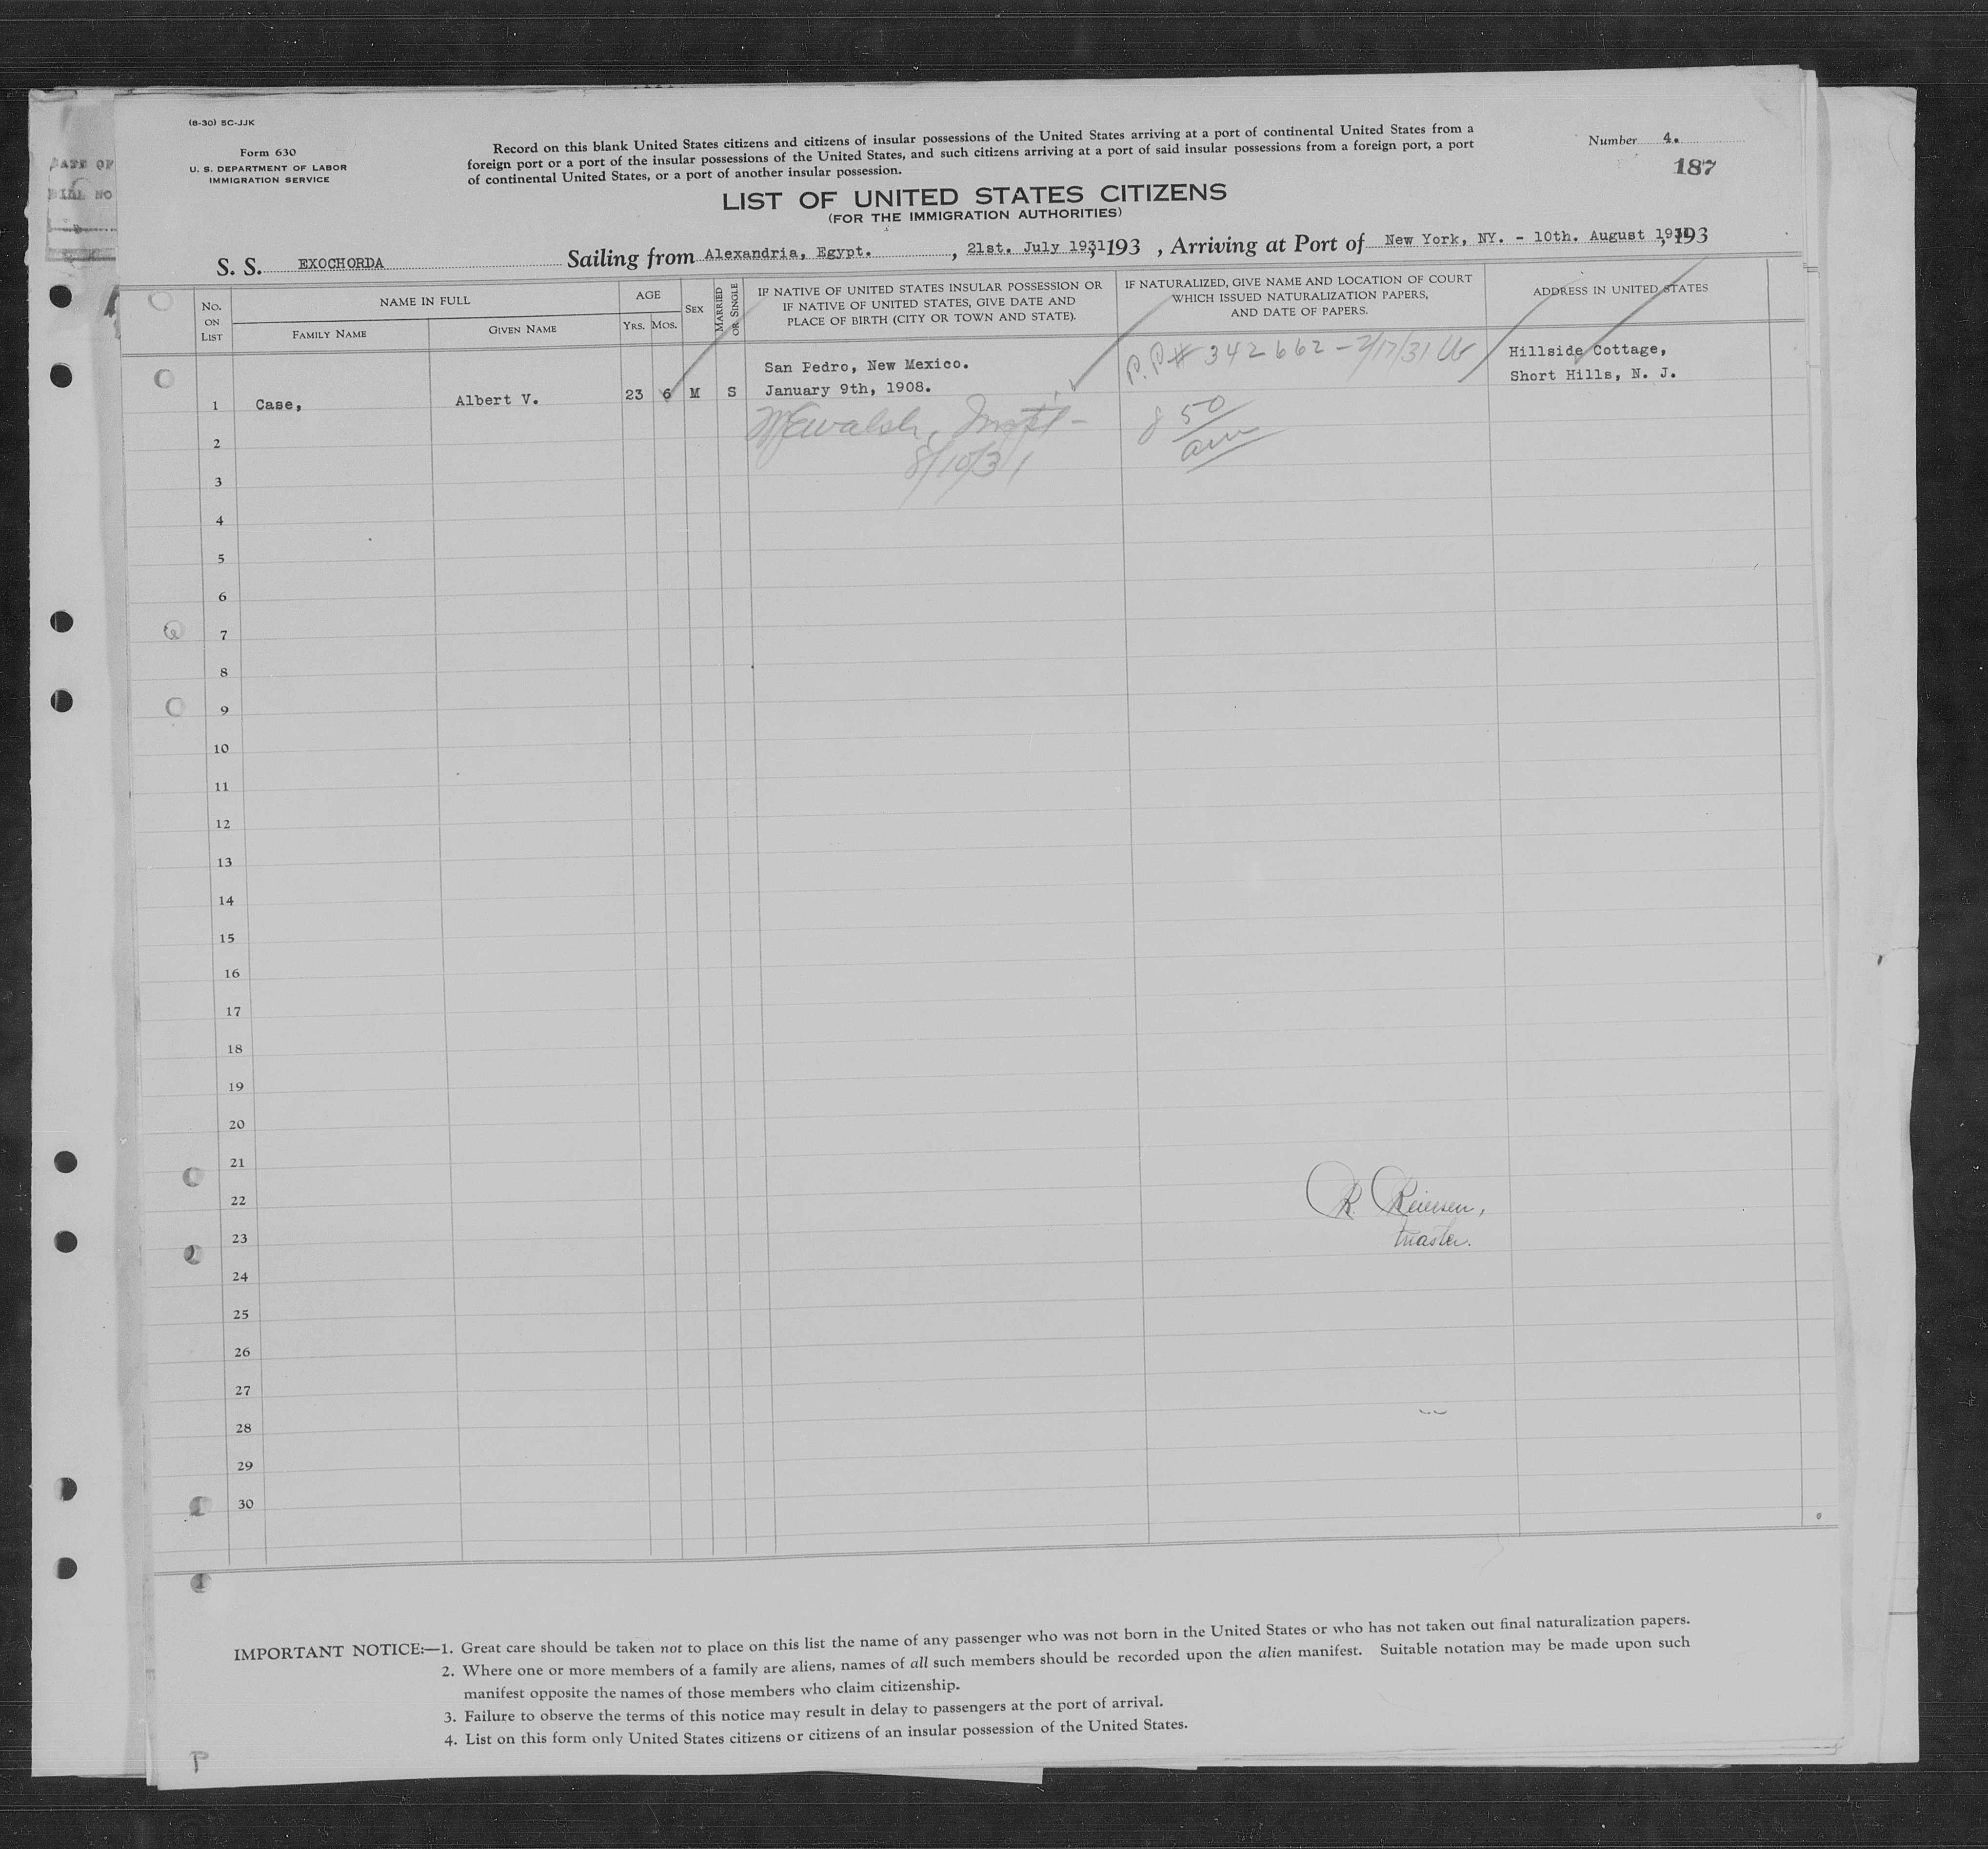 (8-30) 5C-JJK
Form 630
U. S. DEPARTMENT OF LABOR
IMMIGRATION SERVICE
Record on this blank United States citizens and citizens of insular possessions of the United States arriving at a port of continental United States from a
foreign port or a port of the insular possessions of the United States, and such citizens arriving at a port of said insular possessions from a foreign port, a port
of continental United States, or a port of another insular possession.
Number 4.
187
DATE OF
BILL NO
LIST OF UNITED STATES CITIZENS
(FOR THE IMMIGRATION AUTHORITIES)
S. S. EXOCHORDA Sailing from Alexandria, Egypt. , 21st. July 1931, 193 , Arriving at Port of New York, NY. - 10th. August 1931, 193
No. ON LIST
NAME IN FULL
FAMILY NAME
GIVEN NAME
AGE
YRS. MOS.
SEX
MARRIED OR SINGLE
IF NATIVE OF UNITED STATES INSULAR POSSESSION OR
IF NATIVE OF UNITED STATES, GIVE DATE AND
PLACE OF BIRTH (CITY OR TOWN AND STATE).
IF NATURALIZED, GIVE NAME AND LOCATION OF COURT
WHICH ISSUED NATURALIZATION PAPERS,
AND DATE OF PAPERS.
ADDRESS IN UNITED STATES
San Pedro, New Mexico.
P.P# 342662 -
Hillside Cottage,
Short Hills, N. J.
1 Case, Albert V. 23 6 M S January 9th, 1908.
8 50
am
2
8/10/31
3
4
5
6
7
8
9
10
11
12
13
14
15
16
17
18
19
20
21
22
R. Reiersen,
23
Master.
24
25
26
27
28
29
30
IMPORTANT NOTICE:—1. Great care should be taken not to place on this list the name of any passenger who was not born in the United States or who has not taken out final naturalization papers.
2. Where one or more members of a family are aliens, names of all such members should be recorded upon the alien manifest. Suitable notation may be made upon such
manifest opposite the names of those members who claim citizenship.
3. Failure to observe the terms of this notice may result in delay to passengers at the port of arrival.
4. List on this form only United States citizens or citizens of an insular possession of the United States.
P